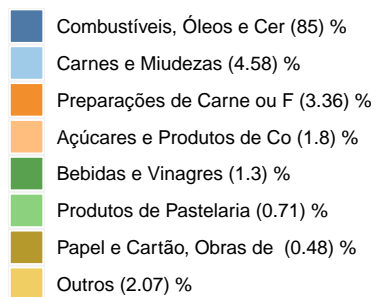 Combustíveis, Óleos e Cer (85) %
Carnes e Miudezas (4.58) %
Preparações de Carne ou F (3.36) %
Açúcares e Produtos de Co (1.8) %
Bebidas e Vinagres (1.3) %
Produtos de Pastelaria (0.71) %
Papel e Cartão, Obras de  (0.48) %
Outros (2.07) %